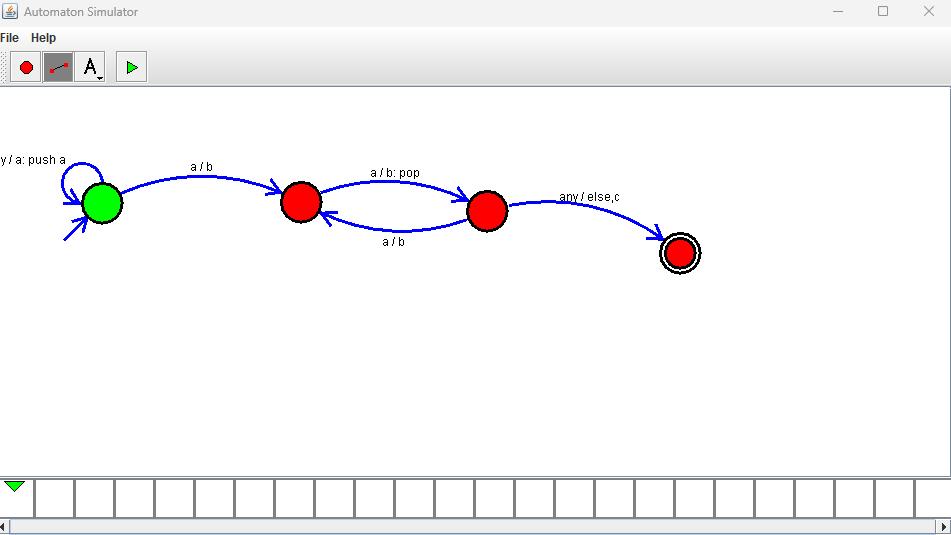 Automaton Simulator
File Help
A
y / a: push a
a / b
a / b: pop
any / else,c
a / b